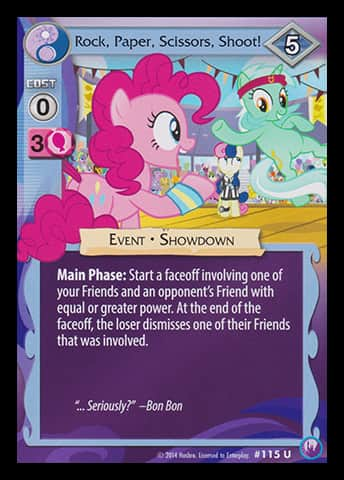 Rock, Paper, Scissors, Shoot!
5
COST
0
3
EVENT • SHOWDOWN
Main Phase: Start a faceoff involving one of
your Friends and an opponent's Friend with
equal or greater power. At the end of the
faceoff, the loser dismisses one of their Friends
that was involved.
"... Seriously?" –Bon Bon
© 2014 Hasbro. Licensed to Enterplay. #115 U